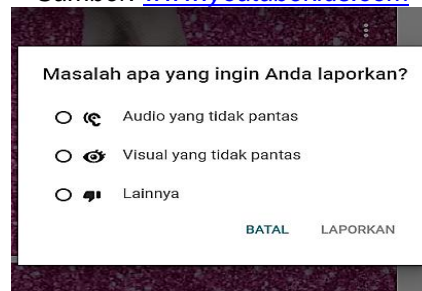 Masalah apa yang ingin Anda laporkan?
Audio yang tidak pantas
Visual yang tidak pantas
Lainnya
BATAL LAPORKAN